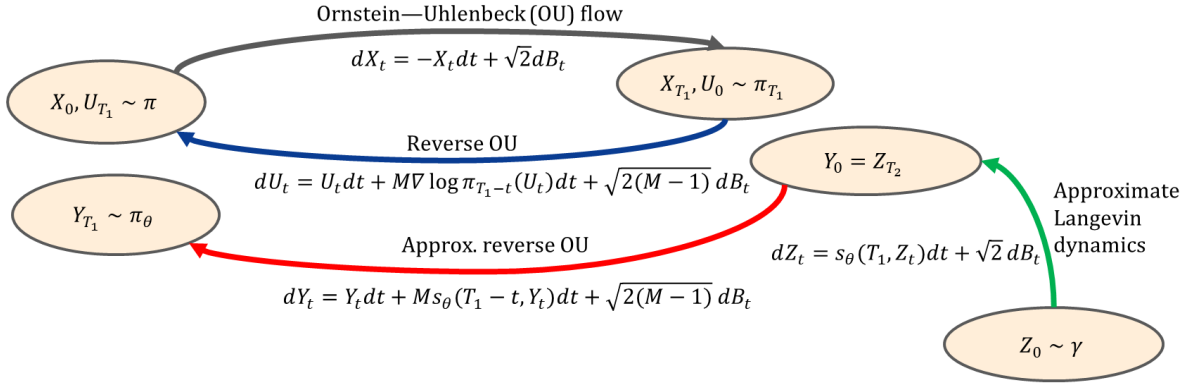 Ornstein—Uhlenbeck (OU) flow
dX_t = −X_t dt + √2 dB_t
X_0, U_{T_1} ~ π
X_{T_1}, U_0 ~ π_{T_1}
Reverse OU
dU_t = U_t dt + M∇ log π_{T_1−t}(U_t)dt + √(2(M − 1)) dB_t
Y_0 = Z_{T_2}
Y_{T_1} ~ π_θ
Approximate
Langevin
dynamics
Approx. reverse OU
dZ_t = s_θ(T_1, Z_t)dt + √2 dB_t
dY_t = Y_t dt + Ms_θ(T_1 − t, Y_t)dt + √(2(M − 1)) dB_t
Z_0 ~ γ